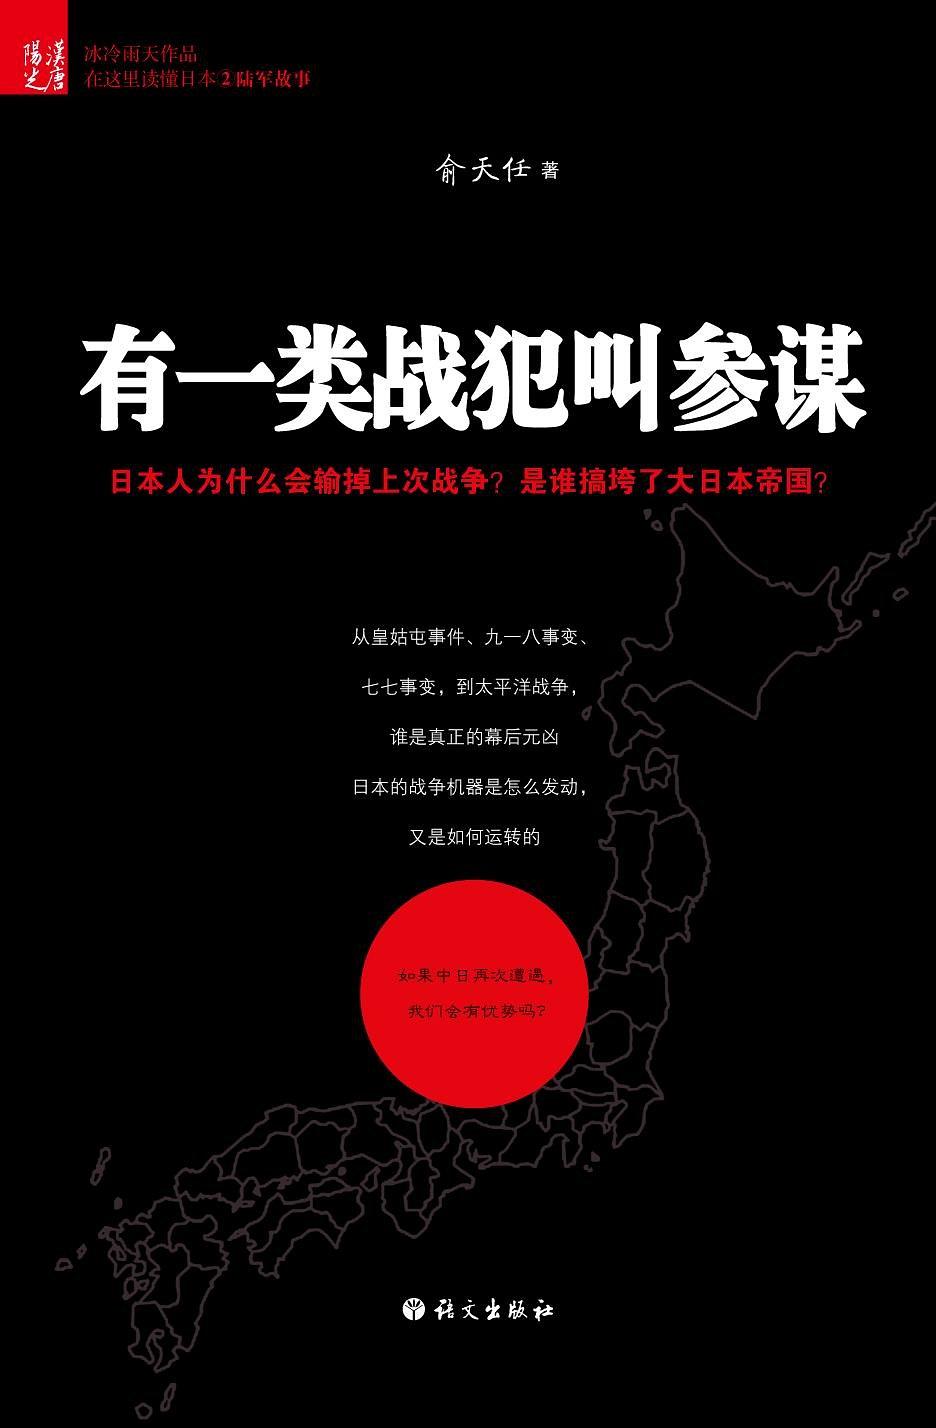 漢唐
陽光
冰冷雨天作品
在这里读懂日本②陆军故事
俞天任 著
有一类战犯叫参谋
日本人为什么会输掉上次战争？是谁搞垮了大日本帝国？
从皇姑屯事件、九一八事变、
七七事变，到太平洋战争，
谁是真正的幕后元凶
日本的战争机器是怎么发动，
又是如何运转的
如果中日再次遭遇，
我们会有优势吗？
语文出版社